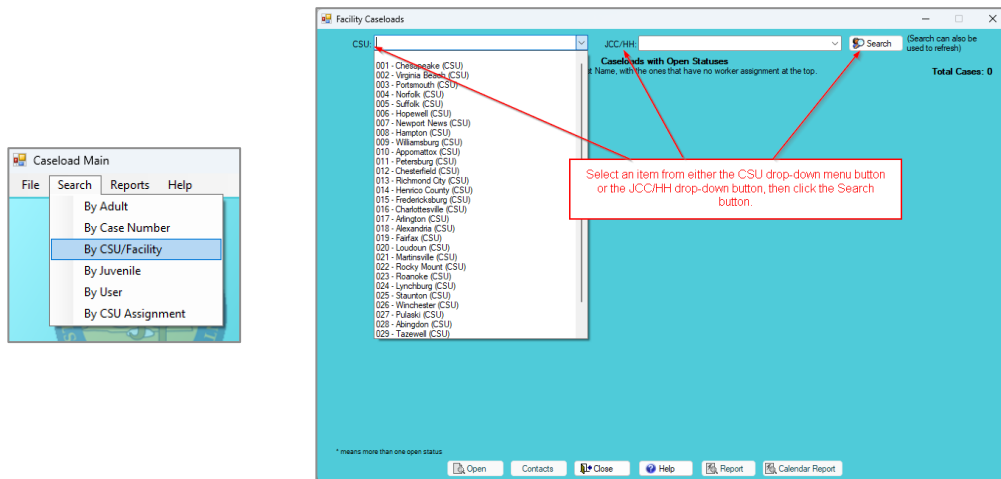 Caseload Main
File Search Reports Help
By Adult
By Case Number
By CSU/Facility
By Juvenile
By User
By CSU Assignment
Facility Caseloads
CSU:
JCC/HH:
Search
(Search can also be
used to refresh)
Caseloads with Open Statuses
t Name, with the ones that have no worker assignment at the top.
Total Cases: 0
001 - Chesapeake (CSU)
002 - Virginia Beach (CSU)
003 - Portsmouth (CSU)
004 - Norfolk (CSU)
005 - Suffolk (CSU)
006 - Hopewell (CSU)
007 - Newport News (CSU)
008 - Hampton (CSU)
009 - Williamsburg (CSU)
010 - Appomattox (CSU)
011 - Petersburg (CSU)
012 - Chesterfield (CSU)
013 - Richmond City (CSU)
014 - Henrico County (CSU)
015 - Fredericksburg (CSU)
016 - Charlottesville (CSU)
017 - Arlington (CSU)
018 - Alexandria (CSU)
019 - Fairfax (CSU)
020 - Loudoun (CSU)
021 - Martinsville (CSU)
022 - Rocky Mount (CSU)
023 - Roanoke (CSU)
024 - Lynchburg (CSU)
025 - Staunton (CSU)
026 - Winchester (CSU)
027 - Pulaski (CSU)
028 - Abingdon (CSU)
029 - Tazewell (CSU)
Select an item from either the CSU drop-down menu button
or the JCC/HH drop-down button, then click the Search
button.
* means more than one open status
Open Contacts Close Help Report Calendar Report